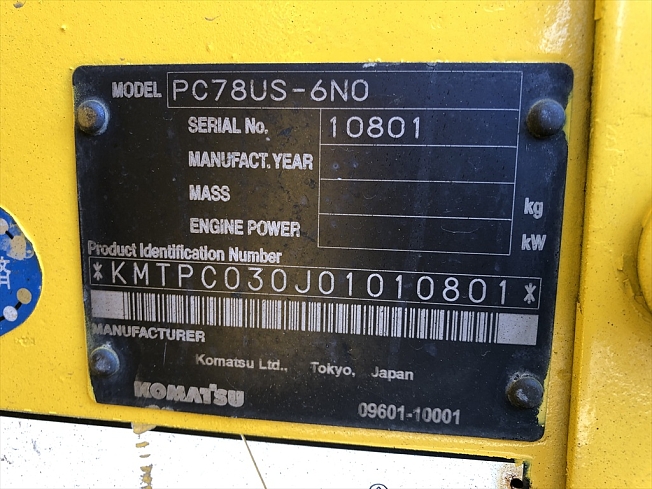 MODEL PC78US-6N0
SERIAL No. 10801
MANUFACT. YEAR
MASS kg
ENGINE POWER kW
Product Identification Number
*KMTPC030J01010801*
MANUFACTURER
Komatsu Ltd., Tokyo, Japan
KOMATSU
09601-10001